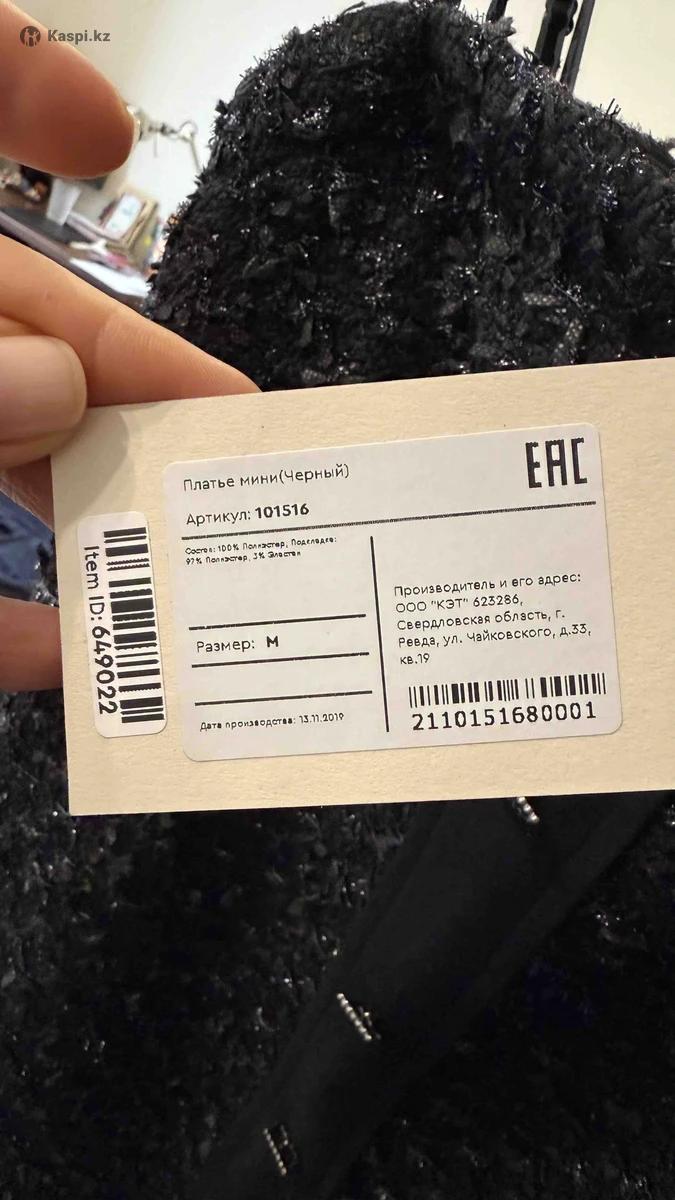 Kaspi.kz
Платье мини(Черный)
EAC
Артикул: 101516
Состав: 100% Полиэстер, Подкладка:
97% Полиэстер, 3% Эластан
Размер: M
Дата производства: 13.11.2019
Производитель и его адрес:
ООО "КЭТ" 623286,
Свердловская область, г.
Ревда, ул. Чайковского, д.33,
кв.19
2110151680001
Item ID: 649022